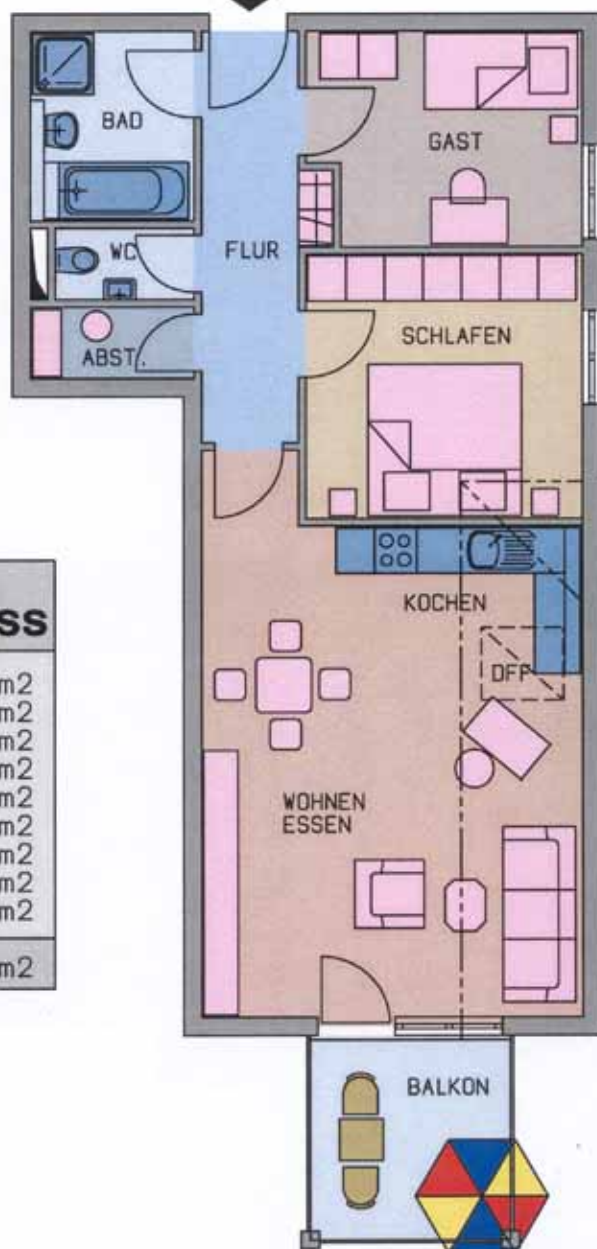 BAD
GAST
WC
FLUR
SCHLAFEN
ABST.
KOCHEN
DFF
WOHNEN
ESSEN
BALKON
ss
m2
m2
m2
m2
m2
m2
m2
m2
m2
m2